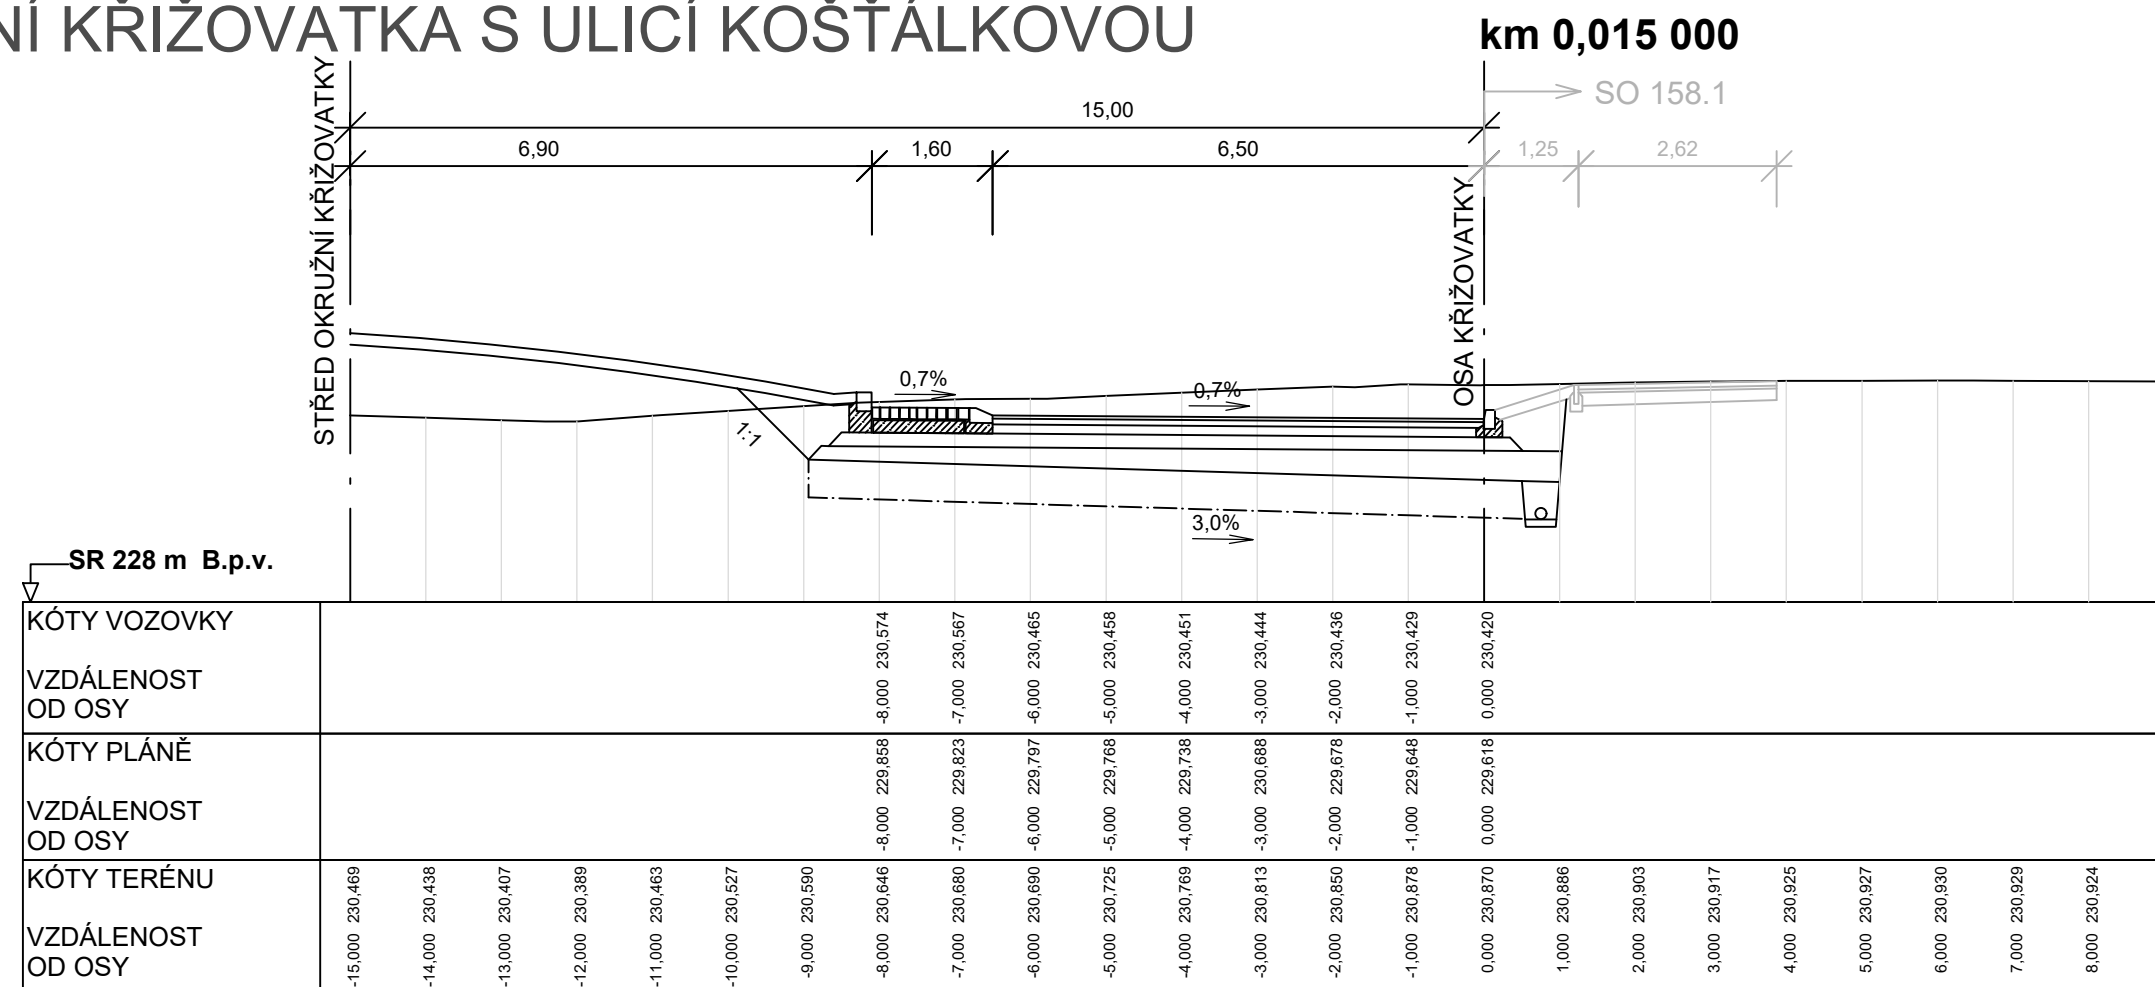 NÍ KŘIŽOVATKA S ULICÍ KOŠŤÁLKOVOU
km 0,015 000
SO 158.1
15,00
6,90 1,60 6,50 1,25 2,62
STŘED OKRUŽNÍ KŘIŽOVATKY
OSA KŘIŽOVATKY
0,7%
0,7%
1:1
3,0%
SR 228 m B.p.v.
KÓTY VOZOVKY
230,574 230,567 230,465 230,458 230,451 230,444 230,436 230,429 230,420
VZDÁLENOST
OD OSY
-8,000 -7,000 -6,000 -5,000 -4,000 -3,000 -2,000 -1,000 0,000
KÓTY PLÁNĚ
229,858 229,823 229,797 229,768 229,738 230,688 229,678 229,648 229,618
VZDÁLENOST
OD OSY
-8,000 -7,000 -6,000 -5,000 -4,000 -3,000 -2,000 -1,000 0,000
KÓTY TERÉNU
230,469 230,438 230,407 230,389 230,463 230,527 230,590 230,646 230,680 230,690 230,725 230,769 230,813 230,850 230,878 230,870 230,886 230,903 230,917 230,925 230,927 230,930 230,929 230,924
VZDÁLENOST
OD OSY
-15,000 -14,000 -13,000 -12,000 -11,000 -10,000 -9,000 -8,000 -7,000 -6,000 -5,000 -4,000 -3,000 -2,000 -1,000 0,000 1,000 2,000 3,000 4,000 5,000 6,000 7,000 8,000